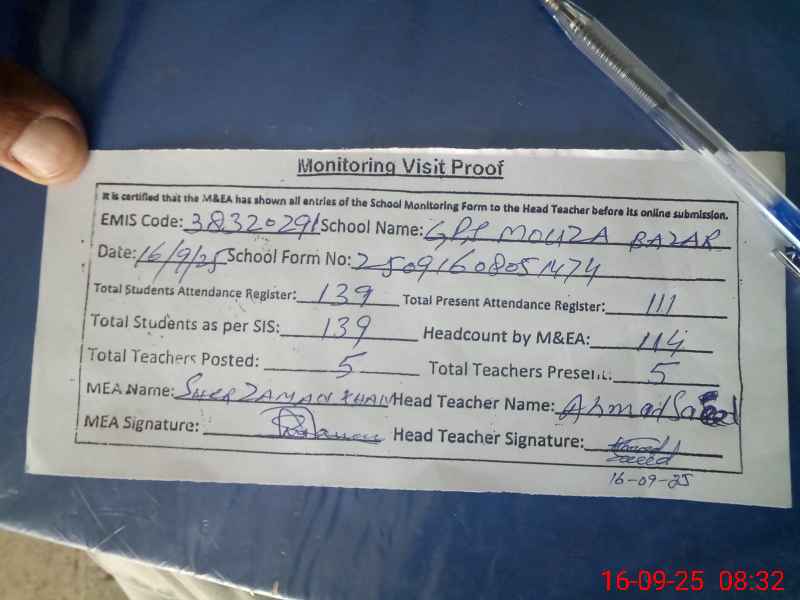 Monitoring Visit Proof
It is certified that the M&EA has shown all entries of the School Monitoring Form to the Head Teacher before its online submission.
EMIS Code: 38320291 School Name: GPS MOUZA BAZAR
Date: 16/9/25 School Form No: 25091608051474
Total Students Attendance Register: 139 Total Present Attendance Register: 111
Total Students as per SIS: 139 Headcount by M&EA: 114
Total Teachers Posted: 5 Total Teachers Present: 5
MEA Name: SHER ZAMAN KHAN Head Teacher Name: Ahmad Saeed
MEA Signature: Head Teacher Signature: Ahmad Saeed
16-09-25
16-09-25 08:32